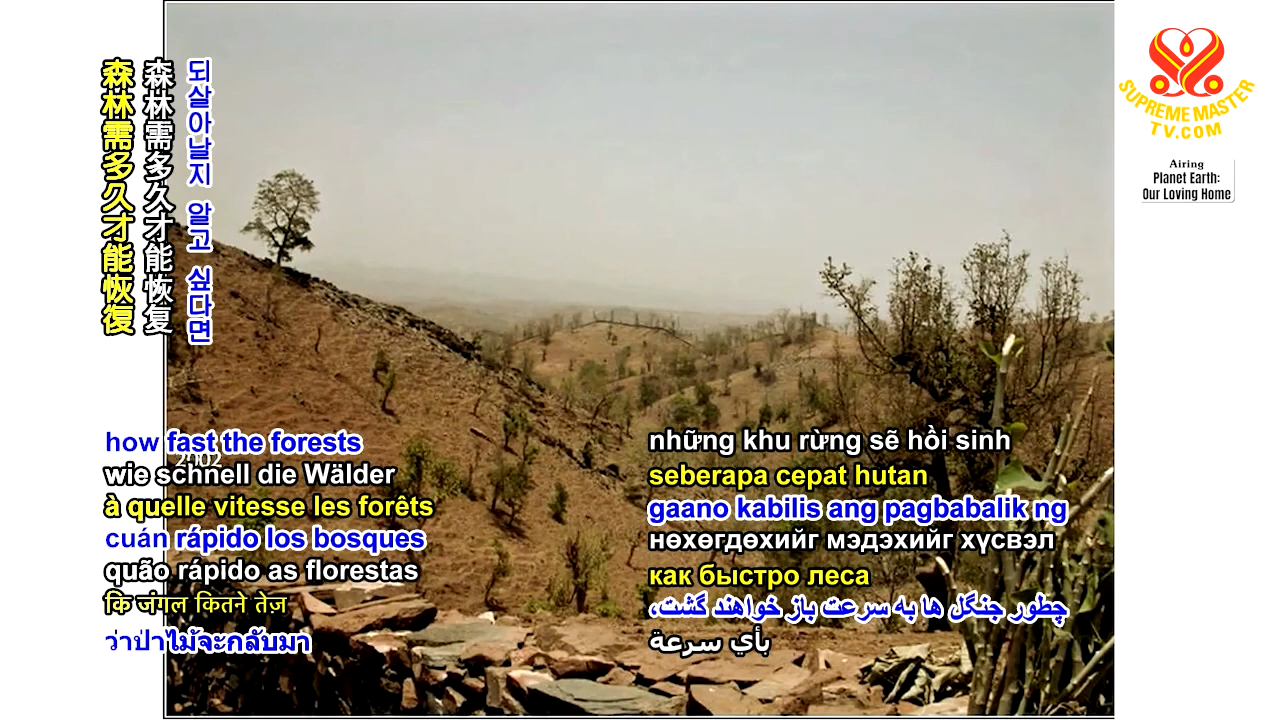 森林需多久才能恢復
森林需多久才能恢复
되살아날지 알고 싶다면
SUPREME MASTER
TV.COM
Airing
Planet Earth:
Our Loving Home
how fast the forests
2002
wie schnell die Wälder
à quelle vitesse les forêts
cuán rápido los bosques
quão rápido as florestas
कि जंगल कितने तेज़
ว่าป่าไม้จะกลับมา
những khu rừng sẽ hồi sinh
seberapa cepat hutan
gaano kabilis ang pagbabalik ng
нөхөгдөхийг мэдэхийг хүсвэл
как быстро леса
چطور جنگل ها به سرعت باز خواهند گشت،
بأي سرعة